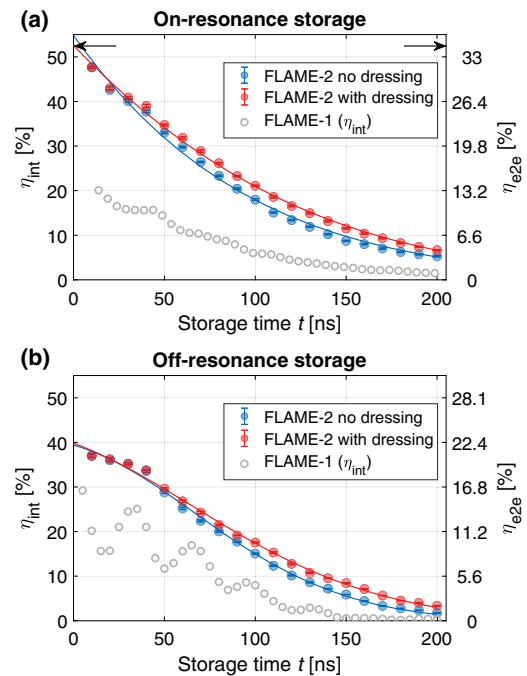 (a) On-resonance storage
50
40
30
20
10
0
η_int [%]
33
26.4
19.8
13.2
6.6
0
η_e2e [%]
FLAME-2 no dressing
FLAME-2 with dressing
FLAME-1 (η_int)
0 50 100 150 200
Storage time t [ns]
(b) Off-resonance storage
50
40
30
20
10
0
η_int [%]
28.1
22.4
16.8
11.2
5.6
0
η_e2e [%]
FLAME-2 no dressing
FLAME-2 with dressing
FLAME-1 (η_int)
0 50 100 150 200
Storage time t [ns]